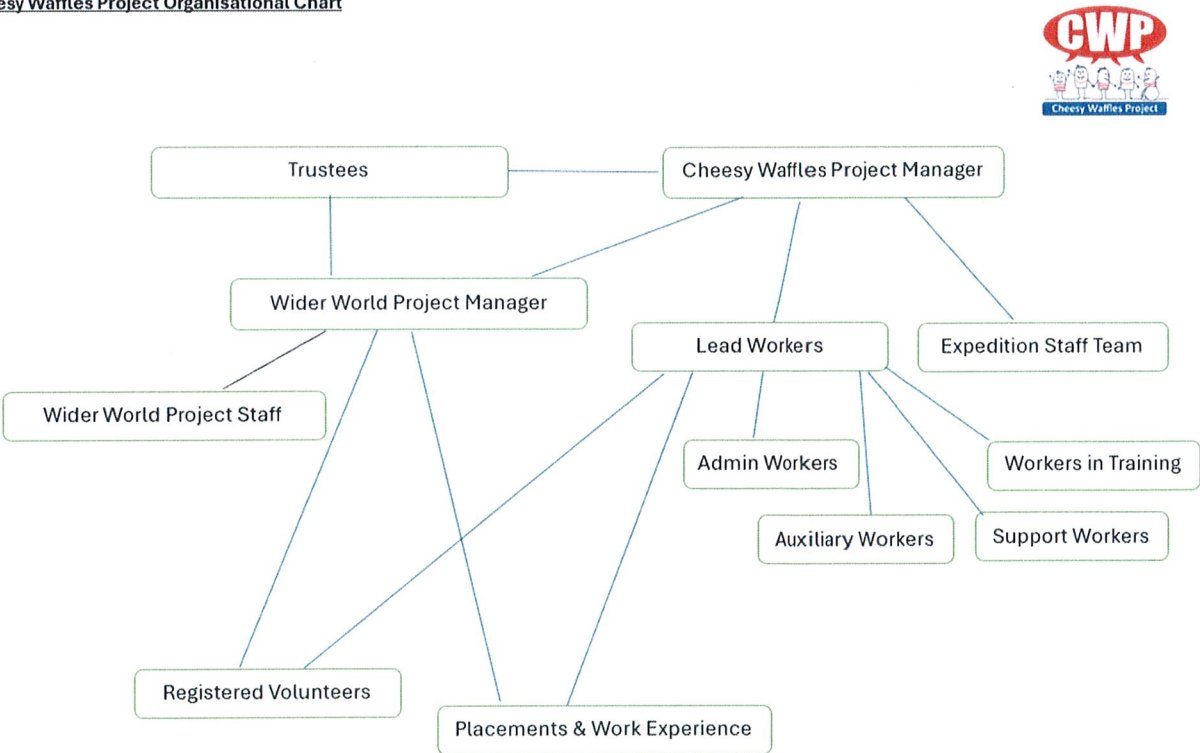 esy Waffles Project Organisational Chart
CWP
Cheesy Waffles Project
Trustees
Cheesy Waffles Project Manager
Wider World Project Manager
Lead Workers
Expedition Staff Team
Wider World Project Staff
Admin Workers
Workers in Training
Auxiliary Workers
Support Workers
Registered Volunteers
Placements & Work Experience